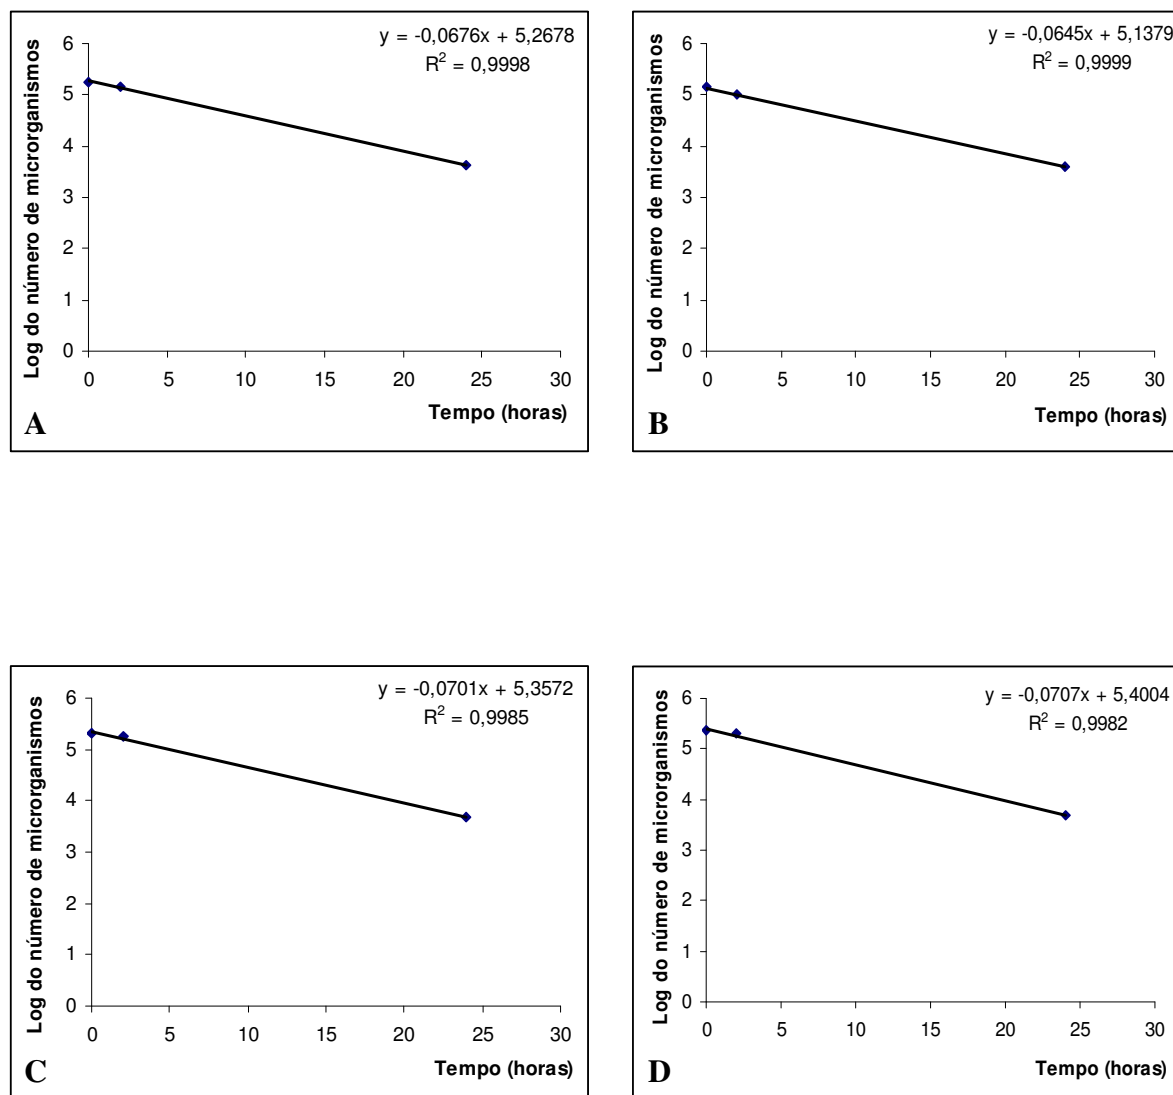 y = -0,0676x + 5,2678
R² = 0,9998
6
5
4
3
2
1
0
0 5 10 15 20 25 30
Log do número de microrganismos
Tempo (horas)
A
y = -0,0645x + 5,1379
R² = 0,9999
6
5
4
3
2
1
0
0 5 10 15 20 25 30
Log do número de microrganismos
Tempo (horas)
B
y = -0,0701x + 5,3572
R² = 0,9985
6
5
4
3
2
1
0
0 5 10 15 20 25 30
Log do número de microrganismos
Tempo (horas)
C
y = -0,0707x + 5,4004
R² = 0,9982
6
5
4
3
2
1
0
0 5 10 15 20 25 30
Log do número de microrganismos
Tempo (horas)
D